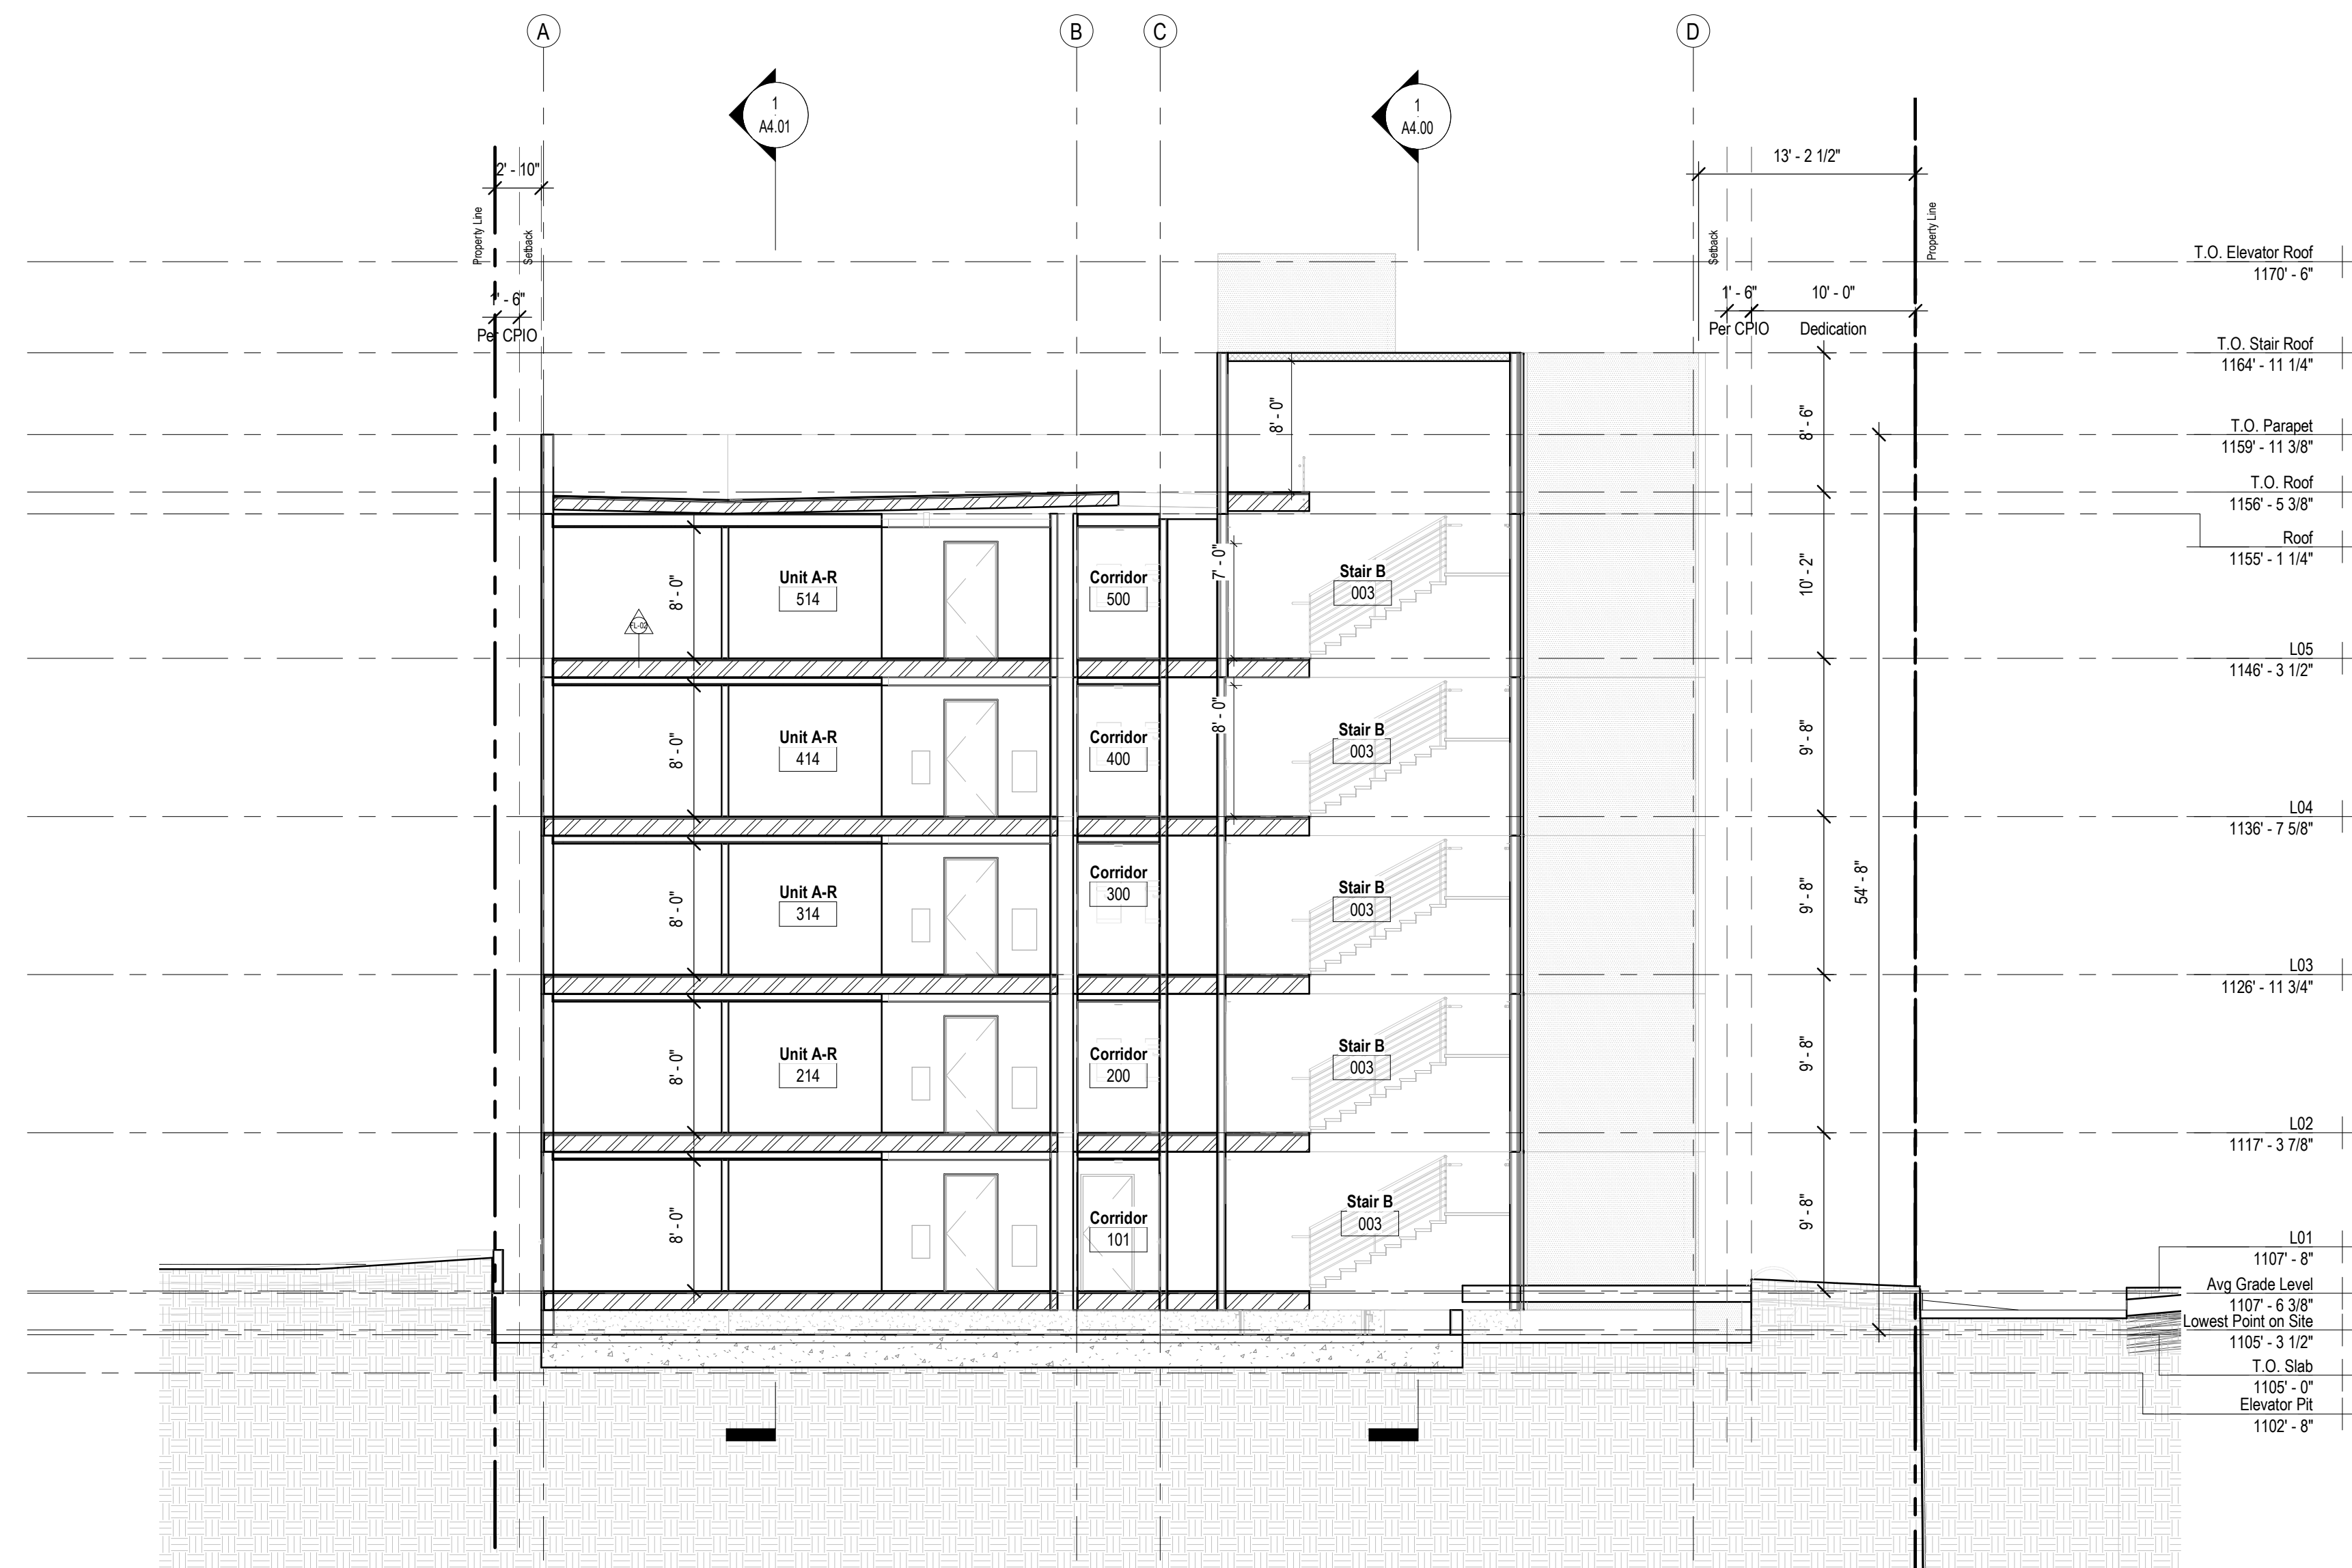 A
B
C
D
1
A4.01
1
A4.00
2' - 10"
13' - 2 1/2"
Property Line
Setback
Setback
Property Line
1' - 6"
Per CPIO
1' - 6"
10' - 0"
Per CPIO
Dedication
T.O. Elevator Roof
1170' - 6"
T.O. Stair Roof
1164' - 11 1/4"
8' - 0"
8' - 6"
T.O. Parapet
1159' - 11 3/8"
T.O. Roof
1156' - 5 3/8"
Roof
1155' - 1 1/4"
8' - 0"
Unit A-R
514
Corridor
500
7' - 0"
Stair B
003
10' - 2"
FL-02
L05
1146' - 3 1/2"
8' - 0"
Unit A-R
414
Corridor
400
8' - 0"
Stair B
003
9' - 8"
L04
1136' - 7 5/8"
8' - 0"
Unit A-R
314
Corridor
300
Stair B
003
9' - 8"
54' - 8"
L03
1126' - 11 3/4"
8' - 0"
Unit A-R
214
Corridor
200
Stair B
003
9' - 8"
L02
1117' - 3 7/8"
8' - 0"
Corridor
101
Stair B
003
9' - 8"
L01
1107' - 8"
Avg Grade Level
1107' - 6 3/8"
Lowest Point on Site
1105' - 3 1/2"
T.O. Slab
1105' - 0"
Elevator Pit
1102' - 8"